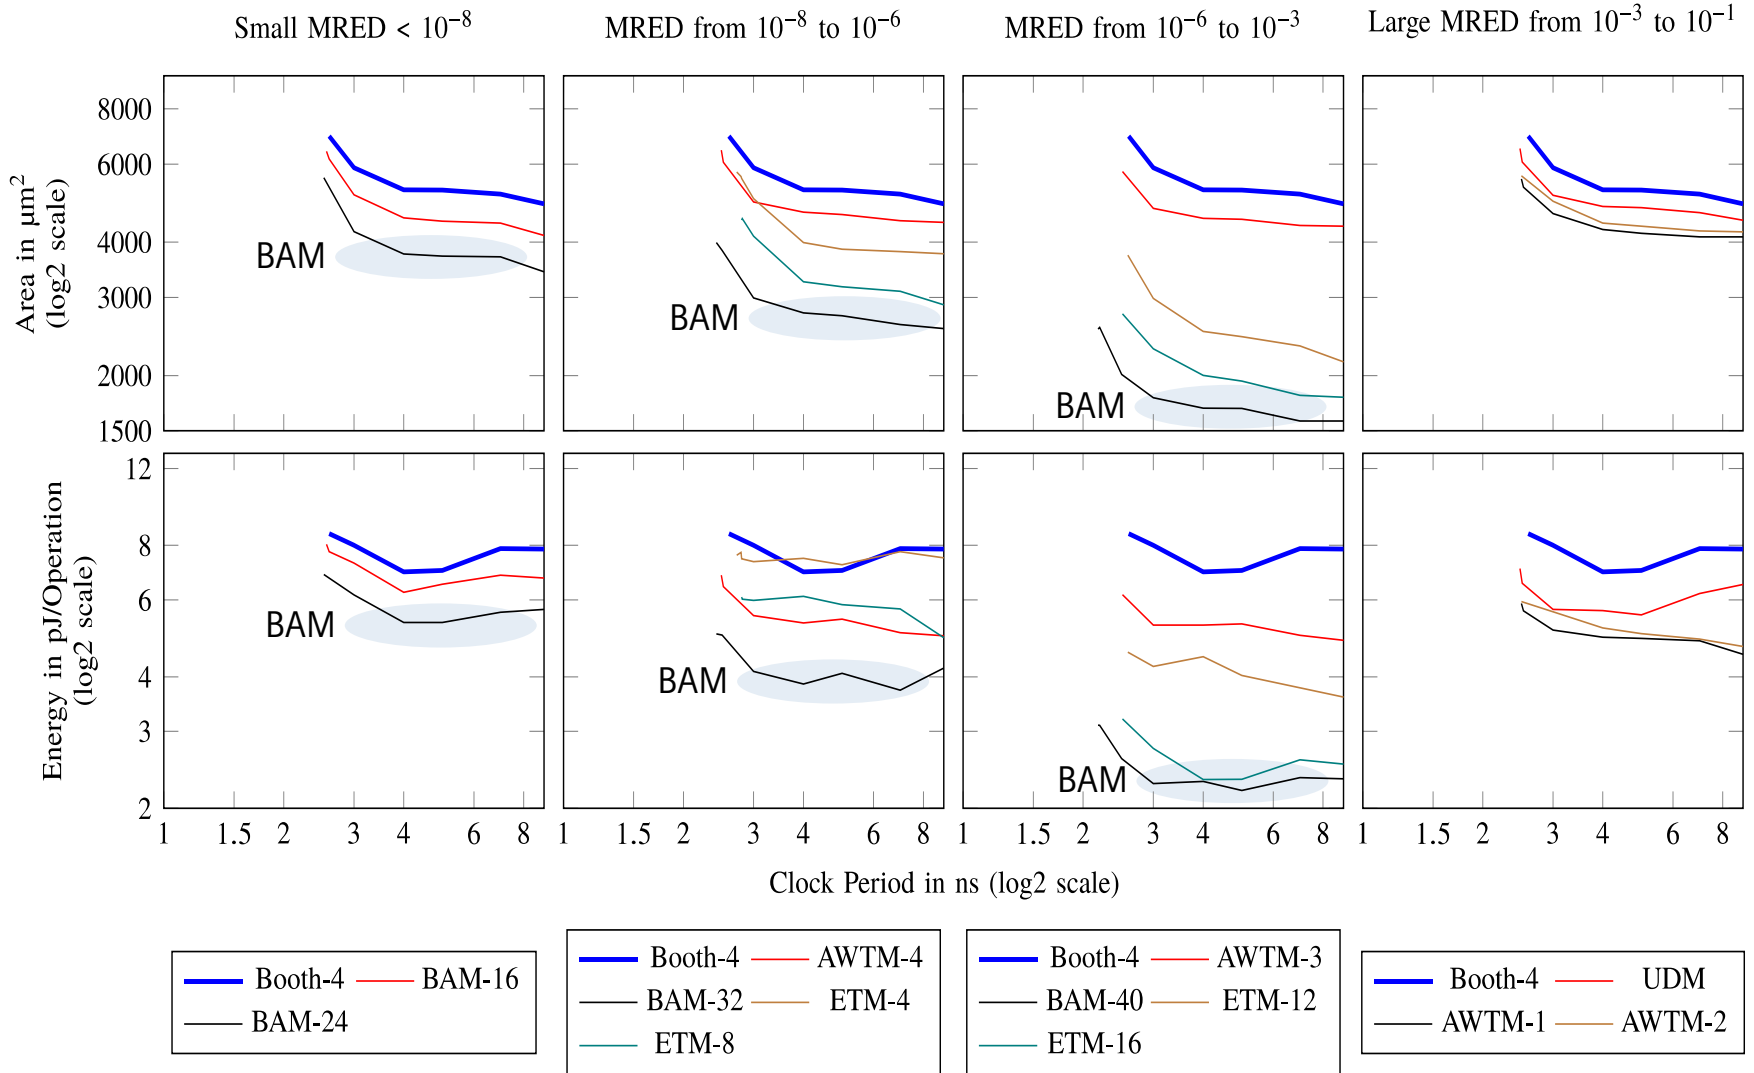 Small MRED < 10⁻⁸
MRED from 10⁻⁸ to 10⁻⁶
MRED from 10⁻⁶ to 10⁻³
Large MRED from 10⁻³ to 10⁻¹
Area in µm²
(log2 scale)
8000
6000
4000
3000
2000
1500
BAM
BAM
BAM
Energy in pJ/Operation
(log2 scale)
12
8
6
4
3
2
BAM
BAM
BAM
1 1.5 2 3 4 6 8
1 1.5 2 3 4 6 8
1 1.5 2 3 4 6 8
1 1.5 2 3 4 6 8
Clock Period in ns (log2 scale)
Booth-4 BAM-16
BAM-24
Booth-4 AWTM-4
BAM-32 ETM-4
ETM-8
Booth-4 AWTM-3
BAM-40 ETM-12
ETM-16
Booth-4 UDM
AWTM-1 AWTM-2